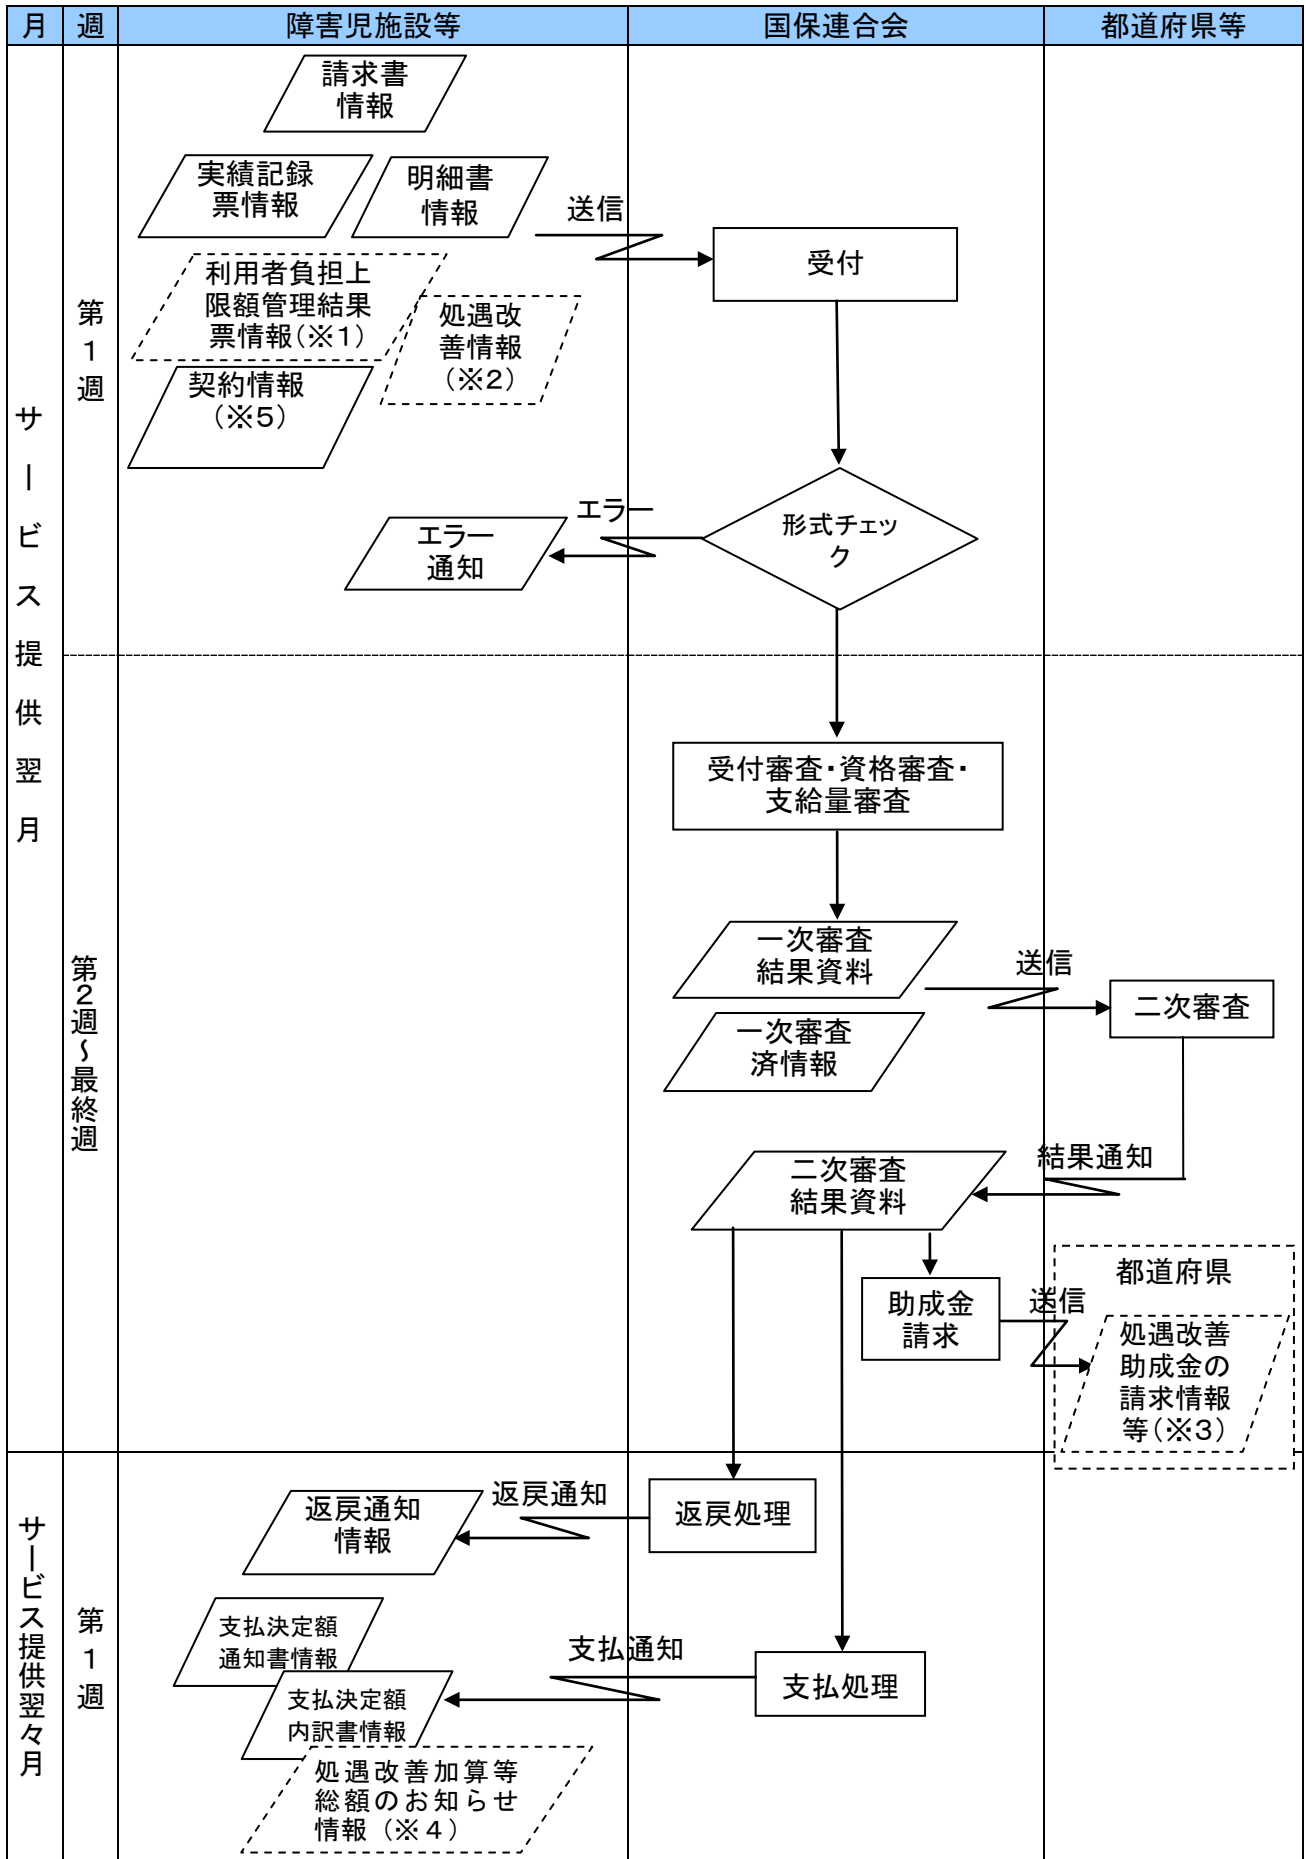 月 週 障害児施設等 国保連合会 都道府県等
サービス提供翌月
第1週
請求書
情報
実績記録
票情報
明細書
情報
送信
受付
利用者負担上
限額管理結果
票情報(※1)
処遇改
善情報
(※2)
契約情報
(※5)
エラー
エラー
通知
形式チェッ
ク
第2週~最終週
受付審査・資格審査・
支給量審査
一次審査
結果資料
送信
二次審査
一次審査
済情報
結果通知
二次審査
結果資料
都道府県
助成金
請求
送信
処遇改善
助成金の
請求情報
等(※3)
サービス提供翌々月
第1週
返戻通知
情報
返戻通知
返戻処理
支払決定額
通知書情報
支払通知
支払処理
支払決定額
内訳書情報
処遇改善加算等
総額のお知らせ
情報(※4)